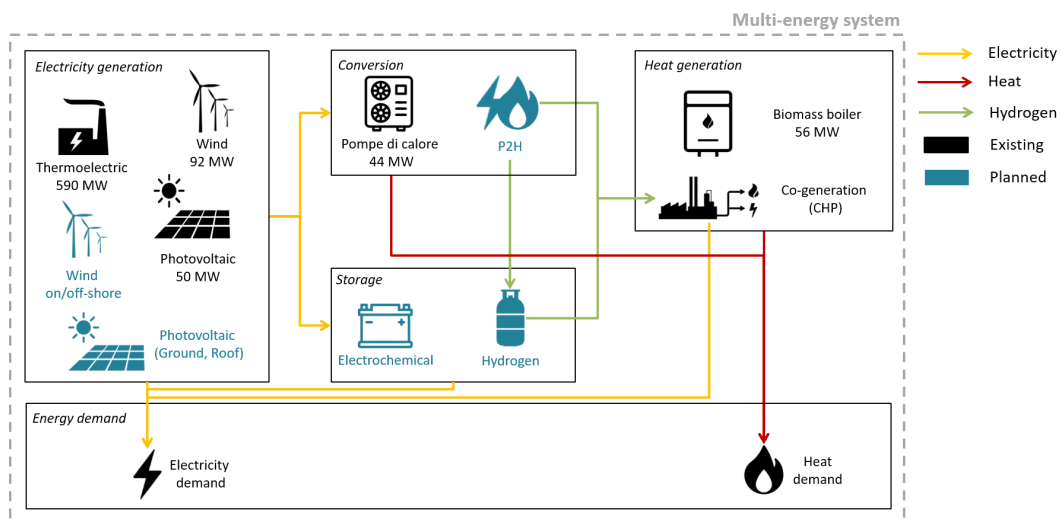 Multi-energy system
Electricity generation
Wind
92 MW
Thermoelectric
590 MW
Photovoltaic
50 MW
Wind
on/off-shore
Photovoltaic
(Ground, Roof)
Conversion
Pompe di calore
44 MW
P2H
Storage
Electrochemical
Hydrogen
Heat generation
Biomass boiler
56 MW
Co-generation
(CHP)
Energy demand
Electricity
demand
Heat
demand
Electricity
Heat
Hydrogen
Existing
Planned